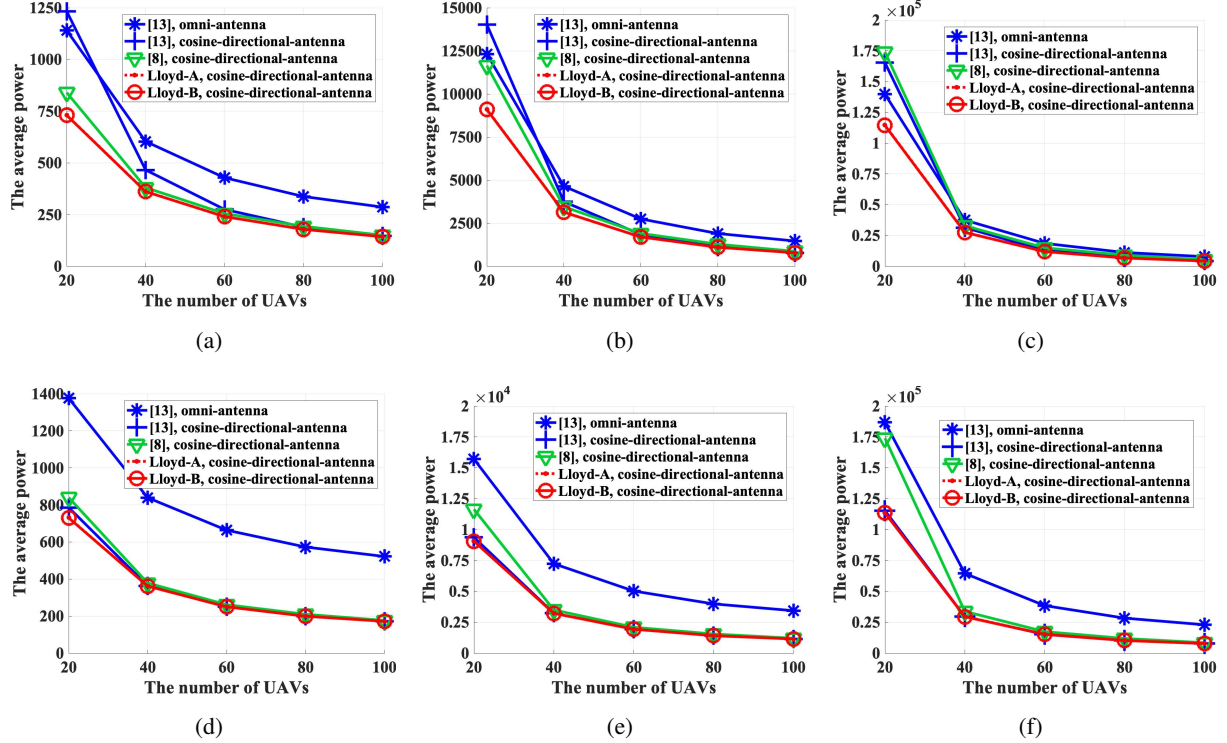 1250
1000
750
500
250
0
The average power
[13], omni-antenna
[13], cosine-directional-antenna
[8], cosine-directional-antenna
Lloyd-A, cosine-directional-antenna
Lloyd-B, cosine-directional-antenna
20 40 60 80 100
The number of UAVs
(a)
15000
12500
10000
7500
5000
2500
0
The average power
[13], omni-antenna
[13], cosine-directional-antenna
[8], cosine-directional-antenna
Lloyd-A, cosine-directional-antenna
Lloyd-B, cosine-directional-antenna
20 40 60 80 100
The number of UAVs
(b)
× 10^5
2
1.75
1.5
1.25
1
0.75
0.5
0.25
0
The average power
[13], omni-antenna
[13], cosine-directional-antenna
[8], cosine-directional-antenna
Lloyd-A, cosine-directional-antenna
Lloyd-B, cosine-directional-antenna
20 40 60 80 100
The number of UAVs
(c)
1400
1200
1000
800
600
400
200
0
The average power
[13], omni-antenna
[13], cosine-directional-antenna
[8], cosine-directional-antenna
Lloyd-A, cosine-directional-antenna
Lloyd-B, cosine-directional-antenna
20 40 60 80 100
The number of UAVs
(d)
× 10^4
2
1.75
1.5
1.25
1
0.75
0.5
0.25
0
The average power
[13], omni-antenna
[13], cosine-directional-antenna
[8], cosine-directional-antenna
Lloyd-A, cosine-directional-antenna
Lloyd-B, cosine-directional-antenna
20 40 60 80 100
The number of UAVs
(e)
× 10^5
2
1.75
1.5
1.25
1
0.75
0.5
0.25
0
The average power
[13], omni-antenna
[13], cosine-directional-antenna
[8], cosine-directional-antenna
Lloyd-A, cosine-directional-antenna
Lloyd-B, cosine-directional-antenna
20 40 60 80 100
The number of UAVs
(f)